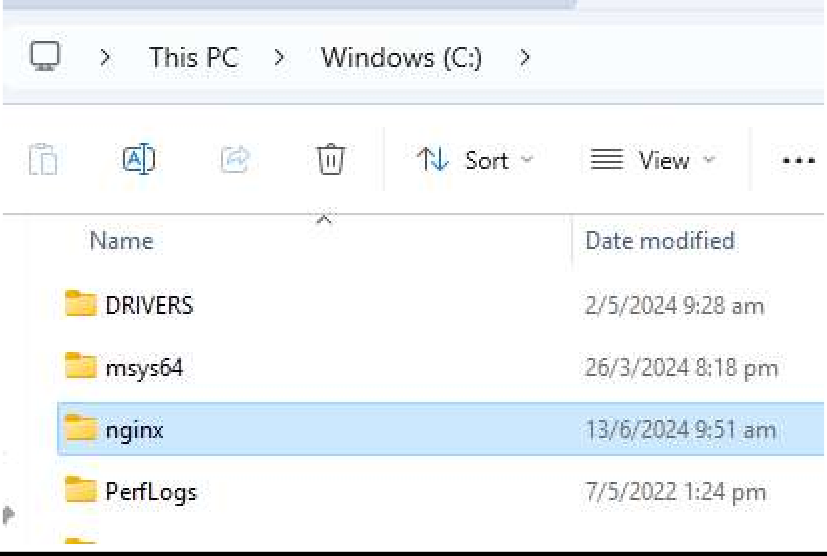 This PC > Windows (C:) >
Sort View
Name Date modified
DRIVERS 2/5/2024 9:28 am
msys64 26/3/2024 8:18 pm
nginx 13/6/2024 9:51 am
PerfLogs 7/5/2022 1:24 pm